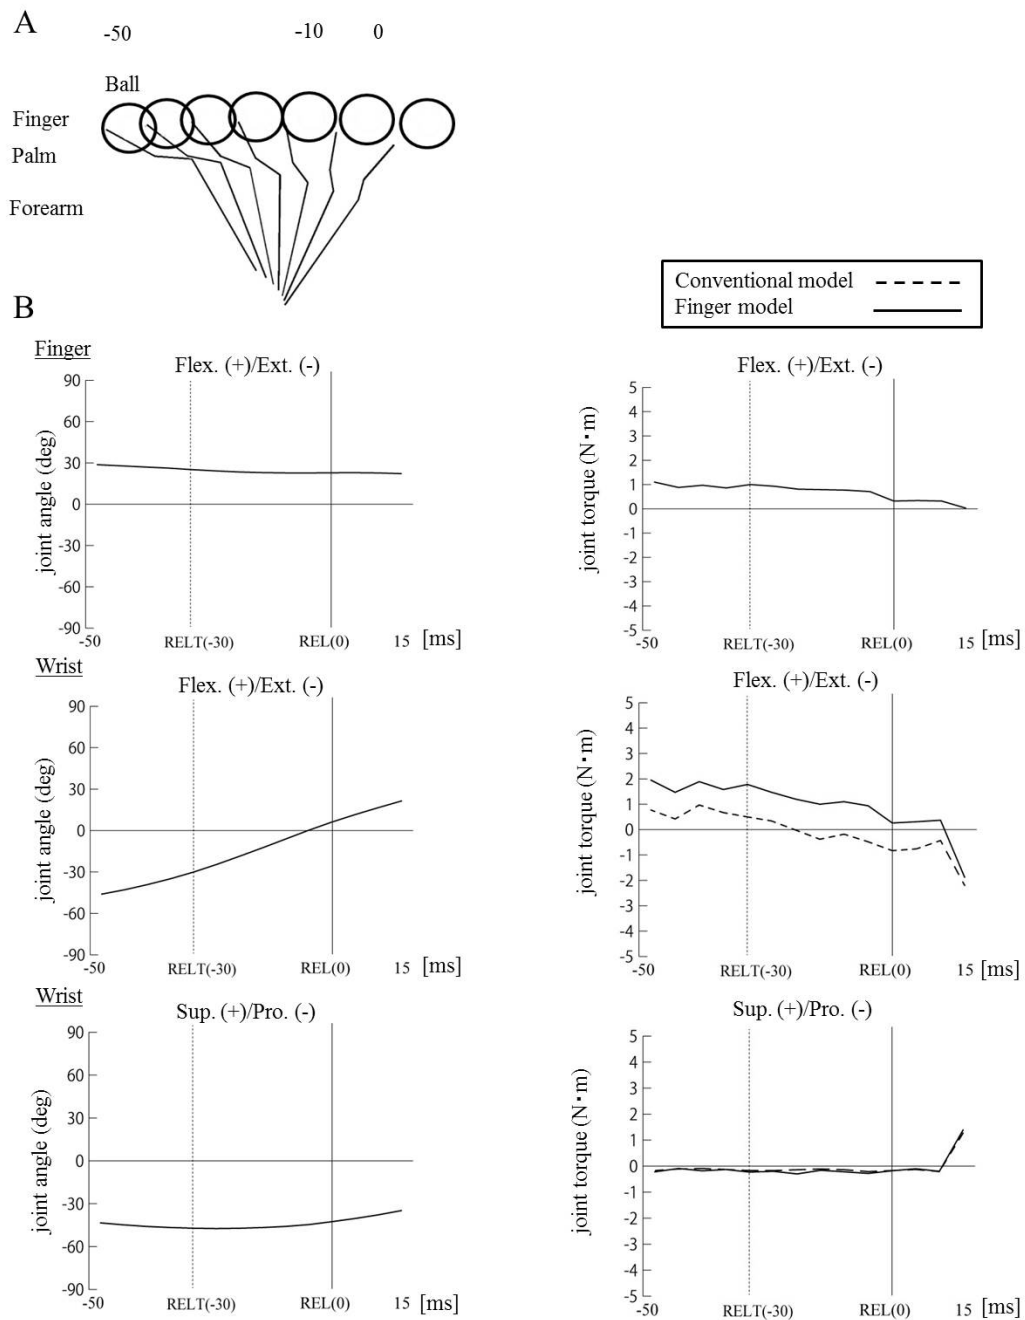 A
-50 -10 0
Ball
Finger
Palm
Forearm
Conventional model
Finger model
B
Finger
Flex. (+)/Ext. (-)
joint angle (deg)
90
60
30
0
-30
-60
-90
-50 RELT(-30) REL(0) 15 [ms]
Flex. (+)/Ext. (-)
joint torque (N・m)
5
4
3
2
1
0
-1
-2
-3
-4
-5
-50 RELT(-30) REL(0) 15 [ms]
Wrist
Flex. (+)/Ext. (-)
joint angle (deg)
90
60
30
0
-30
-60
-90
-50 RELT(-30) REL(0) 15 [ms]
Flex. (+)/Ext. (-)
joint torque (N・m)
5
4
3
2
1
0
-1
-2
-3
-4
-5
-50 RELT(-30) REL(0) 15 [ms]
Wrist
Sup. (+)/Pro. (-)
joint angle (deg)
90
60
30
0
-30
-60
-90
-50 RELT(-30) REL(0) 15 [ms]
Sup. (+)/Pro. (-)
joint torque (N・m)
5
4
3
2
1
0
-1
-2
-3
-4
-5
-50 RELT(-30) REL(0) 15 [ms]